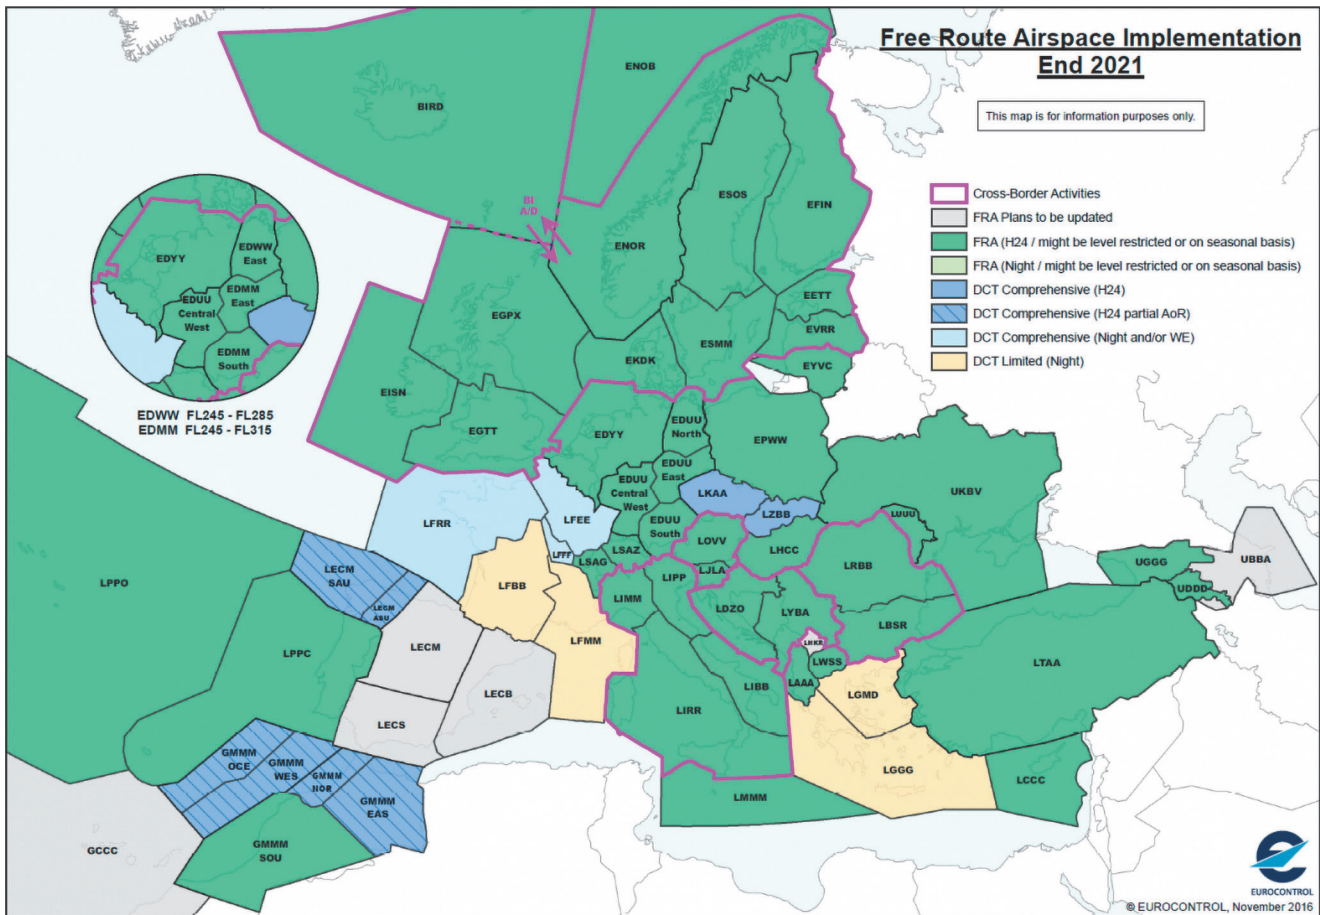 Free Route Airspace Implementation
End 2021
This map is for information purposes only.
Cross-Border Activities
FRA Plans to be updated
FRA (H24 / might be level restricted or on seasonal basis)
FRA (Night / might be level restricted or on seasonal basis)
DCT Comprehensive (H24)
DCT Comprehensive (H24 partial AoR)
DCT Comprehensive (Night and/or WE)
DCT Limited (Night)
BIRD
ENOB
BI
A/D
ESOS
EFIN
ENOR
EGPX
EETT
EVRR
EYVC
ESMM
EKDK
EISN
EGTT
EDYY
EDWW
East
EDMM
East
EDUU
Central
West
EDMM
South
EDWW FL245 - FL285
EDMM FL245 - FL315
EDYY
EDUU
North
EPWW
EDUU
East
EDUU
Central
West
EDUU
South
LKAA
LZBB
UKBV
LUUU
LFRR
LFEE
LFFF
LSAG
LSAZ
LOVV
LHCC
LRBB
LJLA
LIPP
LIMM
LDZO
LYBA
LBSR
LFBB
LFMM
LPPO
LECM
SAU
LECM
ASU
LECM
LPPC
LECB
LECS
LIRR
LIBB
LWSS
LAAA
LGMD
LGGG
LTAA
UGGG
UDDD
UBBA
LCCC
LMMM
GMMM
OCE
GMMM
WES
GMMM
NOR
GMMM
EAS
GMMM
SOU
GCCC
EUROCONTROL
© EUROCONTROL, November 2016